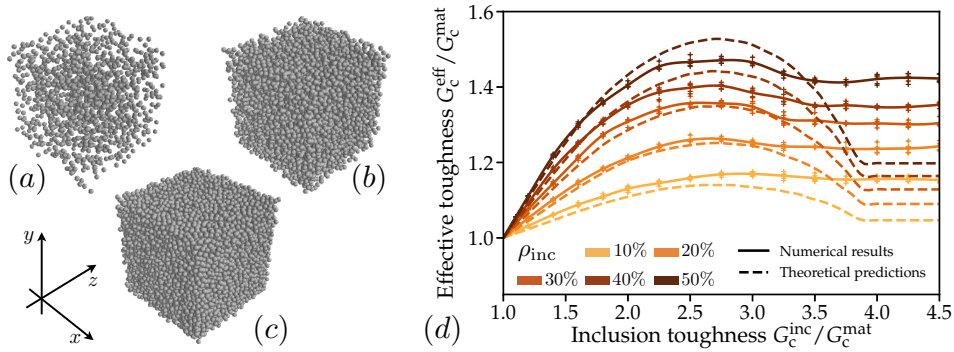 (a)
(b)
(c)
y
z
x
(d)
Effective toughness G_c^eff/G_c^mat
1.6
1.4
1.2
1.0
ρ_inc
10%
20%
30%
40%
50%
Numerical results
Theoretical predictions
1.0 1.5 2.0 2.5 3.0 3.5 4.0 4.5
Inclusion toughness G_c^inc/G_c^mat